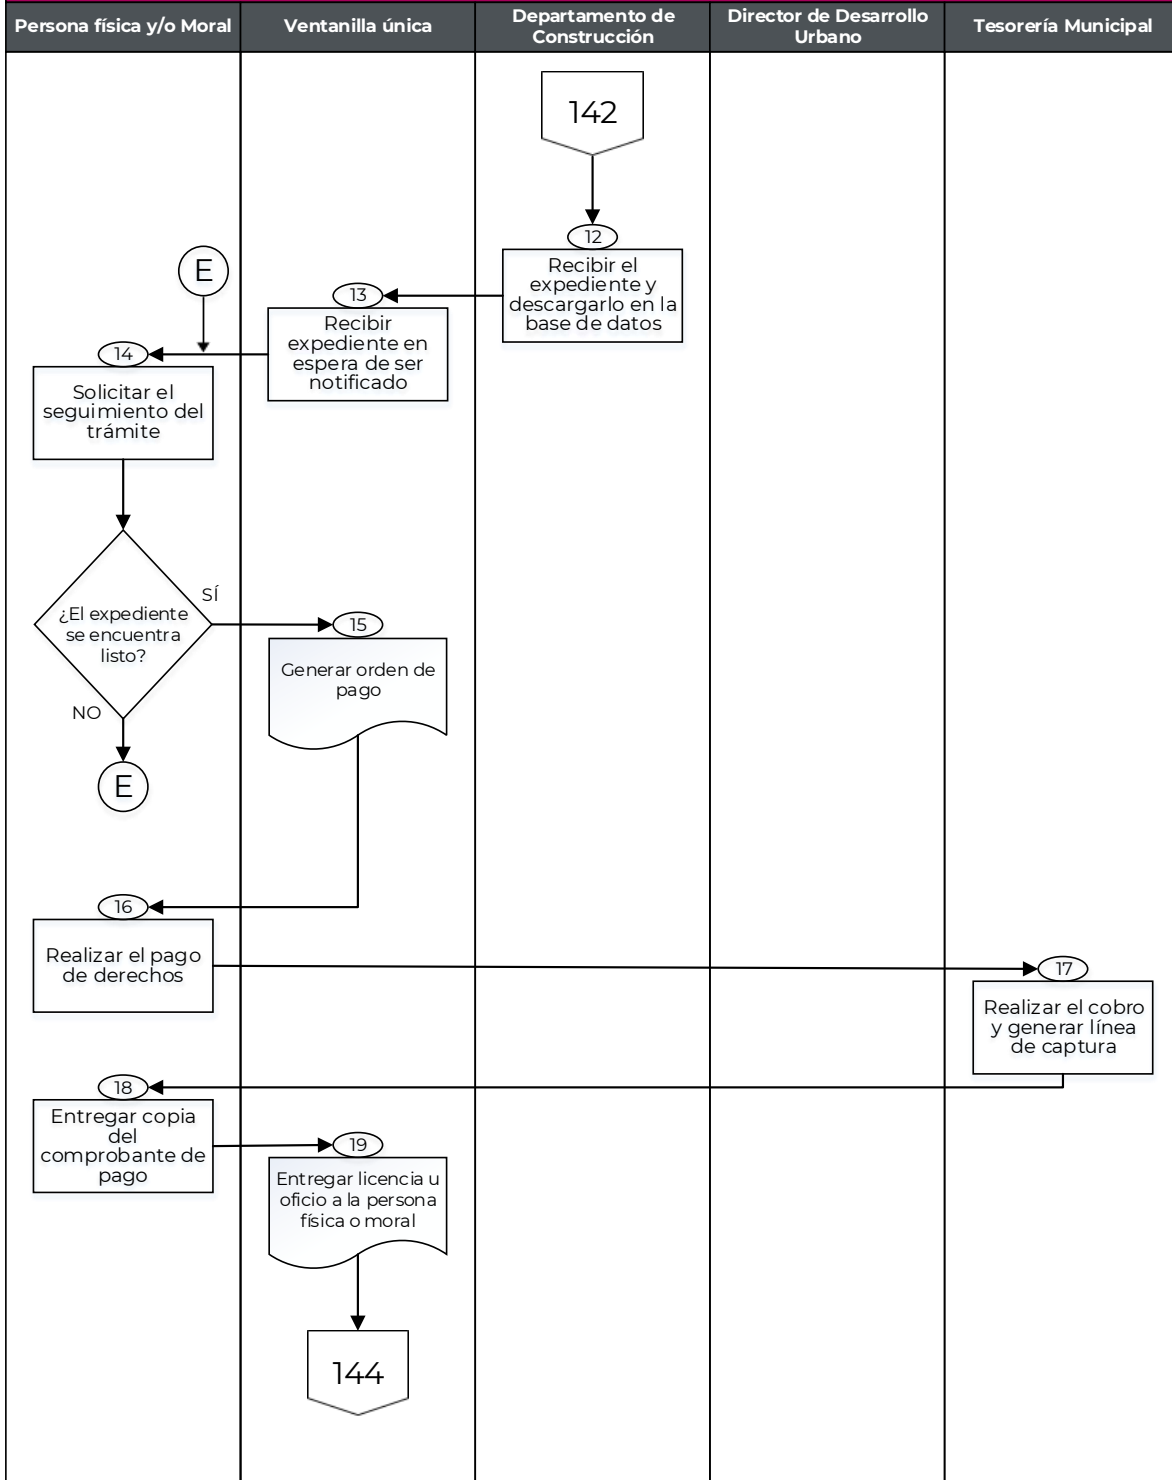 Persona física y/o Moral
Ventanilla única
Departamento de
Construcción
Director de Desarrollo
Urbano
Tesorería Municipal
142
12
Recibir el
expediente y
descargarlo en la
base de datos
E
13
Recibir
expediente en
espera de ser
notificado
14
Solicitar el
seguimiento del
trámite
SÍ
¿El expediente
se encuentra
listo?
NO
15
Generar orden de
pago
E
16
Realizar el pago
de derechos
17
Realizar el cobro
y generar línea
de captura
18
Entregar copia
del
comprobante de
pago
19
Entregar licencia u
oficio a la persona
física o moral
144